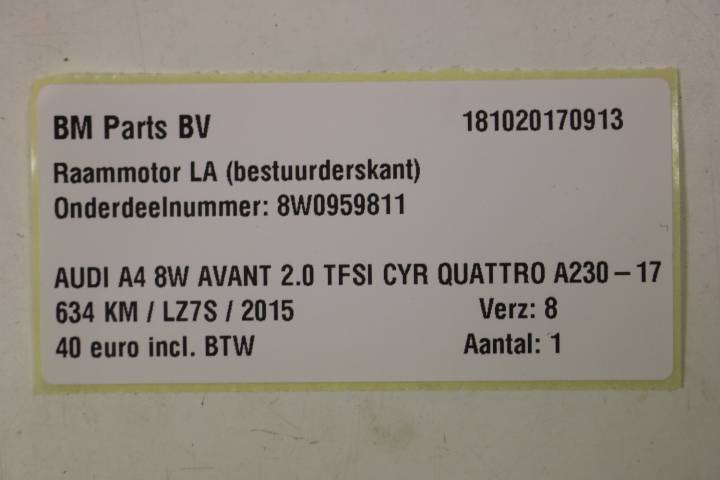 BM Parts BV 181020170913
Raammotor LA (bestuurderskant)
Onderdeelnummer: 8W0959811
AUDI A4 8W AVANT 2.0 TFSI CYR QUATTRO A230 – 17
634 KM / LZ7S / 2015 Verz: 8
40 euro incl. BTW Aantal: 1